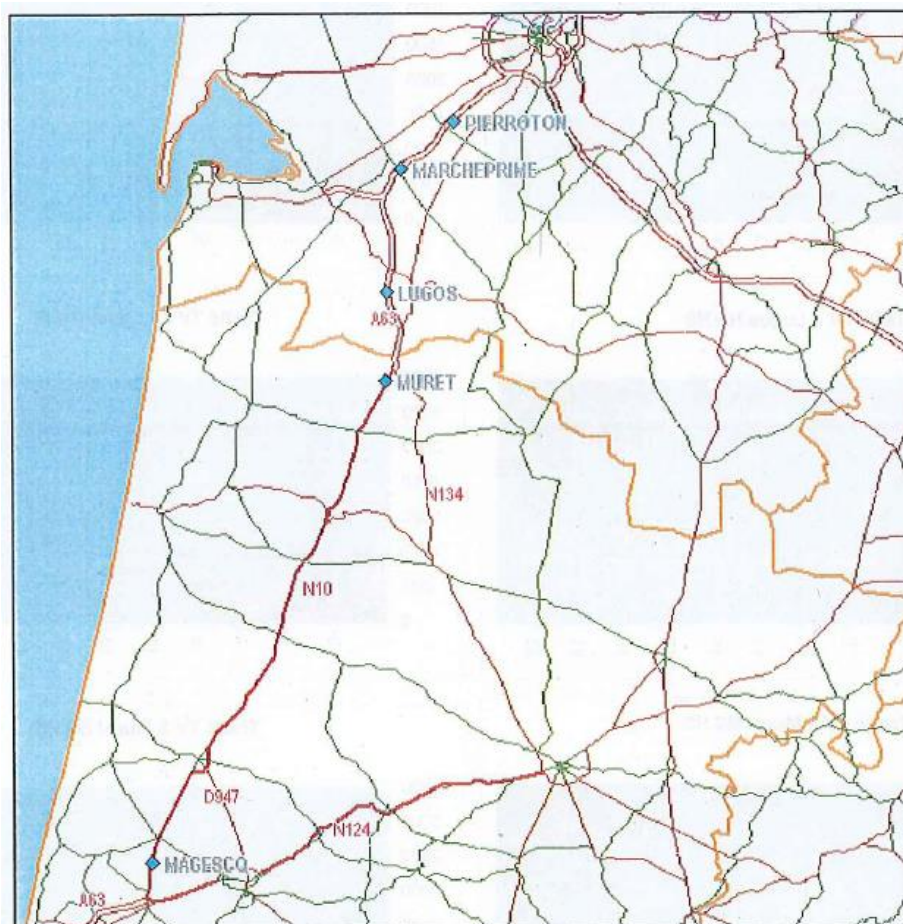 PIERROTON
MARCHEPRIME
LUGOS
A63
MURET
N134
N10
D947
N124
MAGESCQ
A63